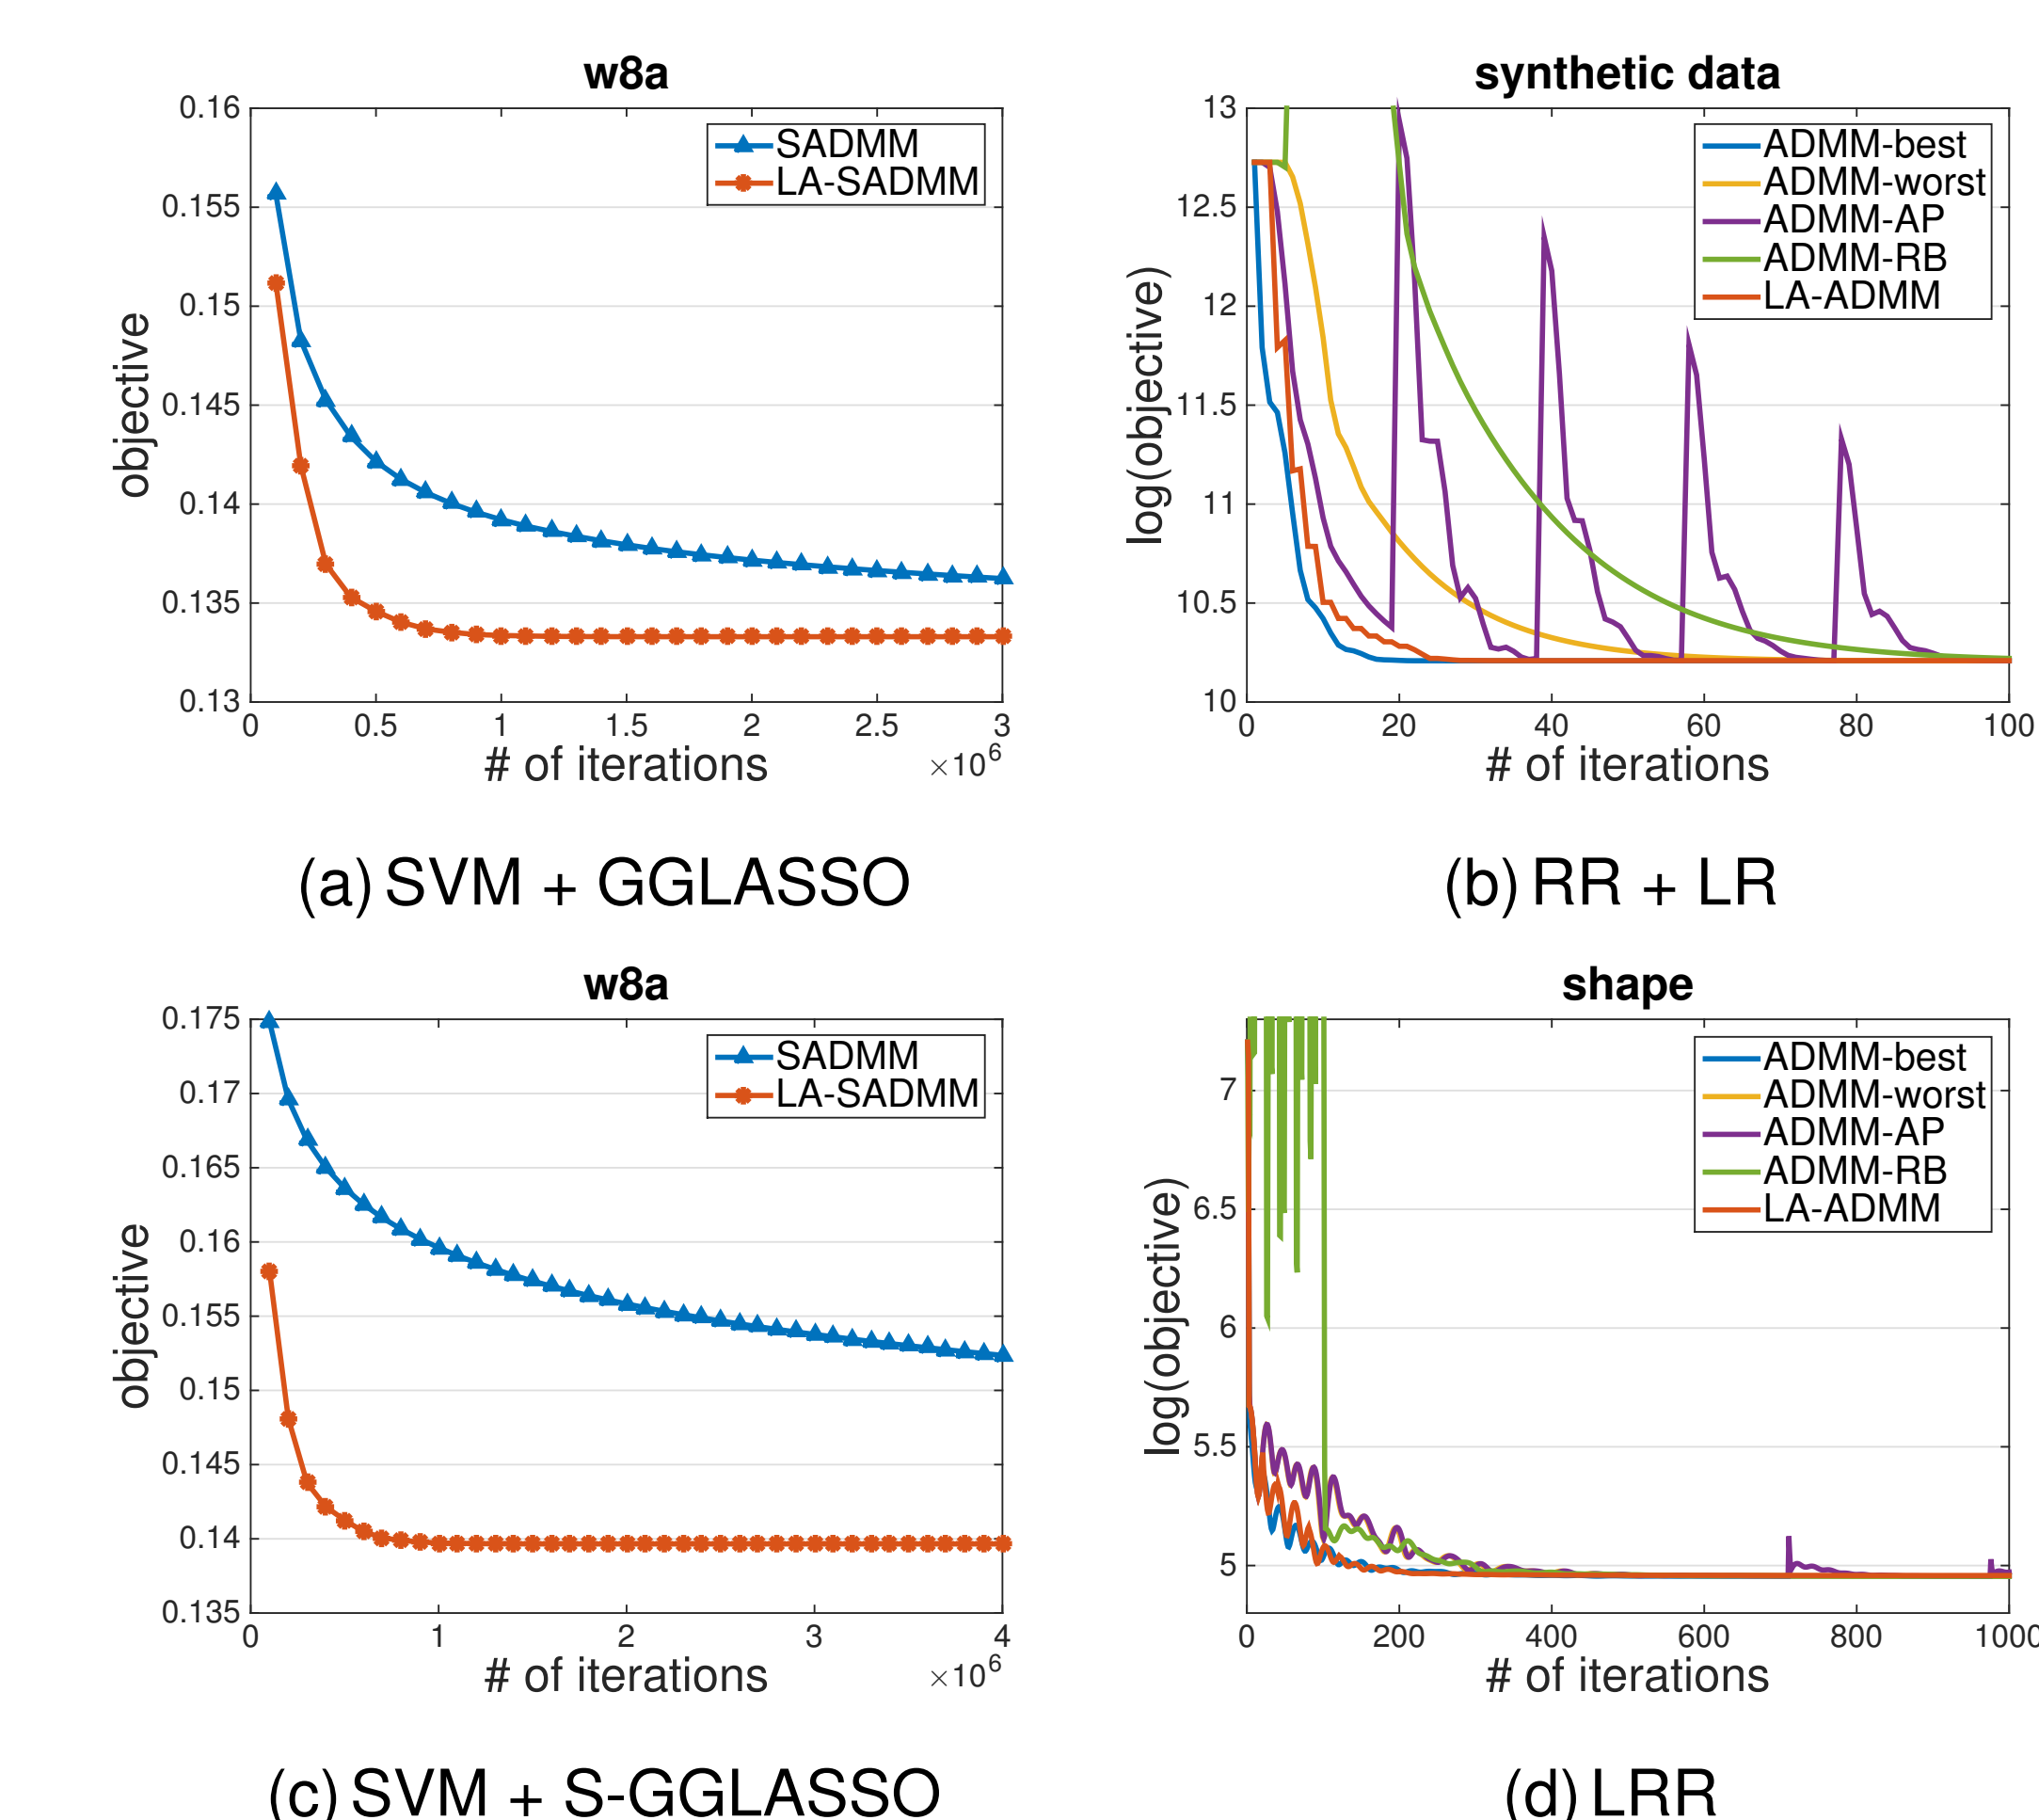 w8a
0.16
0.155
0.15
0.145
0.14
0.135
0.13
0 0.5 1 1.5 2 2.5 3
×10^6
# of iterations
objective
SADMM
LA-SADMM
(a) SVM + GGLASSO
synthetic data
13
12.5
12
11.5
11
10.5
10
0 20 40 60 80 100
# of iterations
log(objective)
ADMM-best
ADMM-worst
ADMM-AP
ADMM-RB
LA-ADMM
(b) RR + LR
w8a
0.175
0.17
0.165
0.16
0.155
0.15
0.145
0.14
0.135
0 1 2 3 4
×10^6
# of iterations
objective
SADMM
LA-SADMM
(c) SVM + S-GGLASSO
shape
7
6.5
6
5.5
5
0 200 400 600 800 1000
# of iterations
log(objective)
ADMM-best
ADMM-worst
ADMM-AP
ADMM-RB
LA-ADMM
(d) LRR